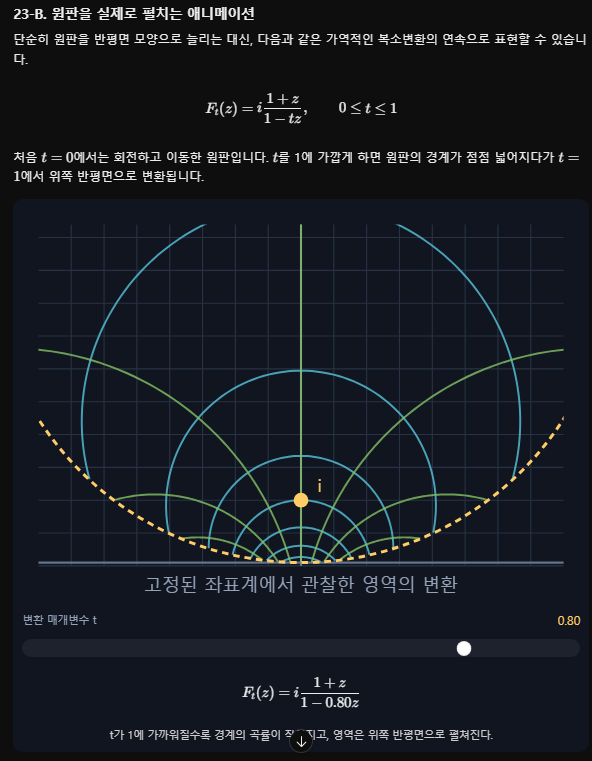 23-B. 원판을 실제로 펼치는 애니메이션
단순히 원판을 반평면 모양으로 늘리는 대신, 다음과 같은 가역적인 복소변환의 연속으로 표현할 수 있습니
다.
F_t(z) = i \frac{1+z}{1-tz}, 0 ≤ t ≤ 1
처음 t = 0에서는 회전하고 이동한 원판입니다. t를 1에 가깝게 하면 원판의 경계가 점점 넓어지다가 t =
1에서 위쪽 반평면으로 변환됩니다.
i
고정된 좌표계에서 관찰한 영역의 변환
변환 매개변수 t 0.80
F_t(z) = i \frac{1+z}{1-0.80z}
t가 1에 가까워질수록 경계의 곡률이 고, 영역은 위쪽 반평면으로 펼쳐진다.